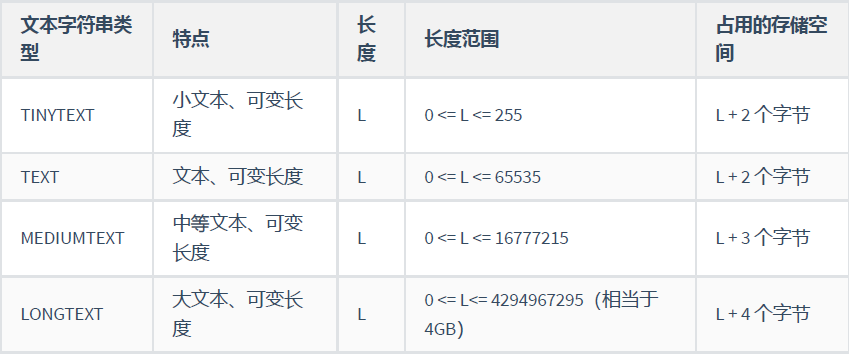 文本字符串类型 特点 长度 长度范围 占用的存储空间
TINYTEXT 小文本、可变长度 L 0 <= L <= 255 L + 2 个字节
TEXT 文本、可变长度 L 0 <= L <= 65535 L + 2 个字节
MEDIUMTEXT 中等文本、可变长度 L 0 <= L <= 16777215 L + 3 个字节
LONGTEXT 大文本、可变长度 L 0 <= L<= 4294967295（相当于4GB） L + 4 个字节